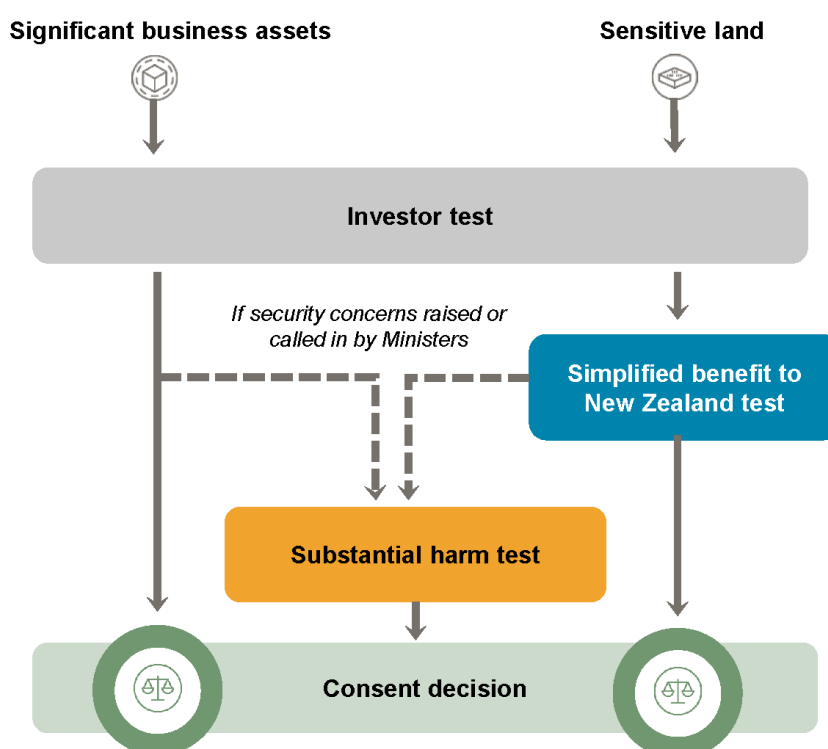 Significant business assets
Sensitive land
Investor test
If security concerns raised or
called in by Ministers
Simplified benefit to
New Zealand test
Substantial harm test
Consent decision